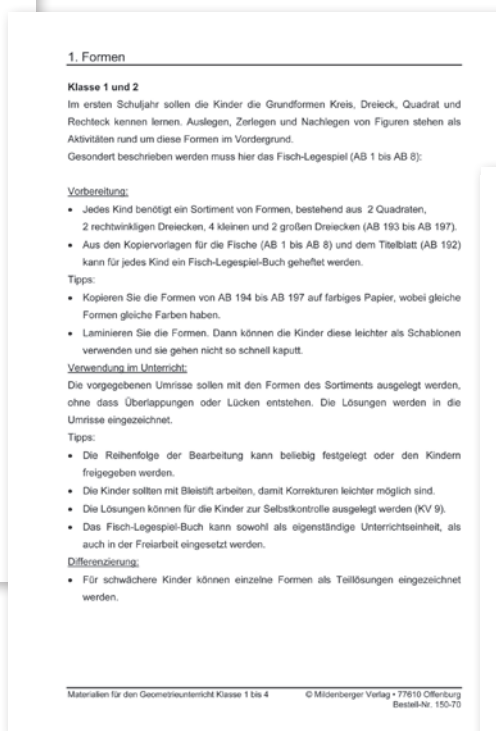 1. Formen
Klasse 1 und 2
Im ersten Schuljahr sollen die Kinder die Grundformen Kreis, Dreieck, Quadrat und
Rechteck kennen lernen. Auslegen, Zerlegen und Nachlegen von Figuren stehen als
Aktivitäten rund um diese Formen im Vordergrund.
Gesondert beschrieben werden muss hier das Fisch-Legespiel (AB 1 bis AB 8):
Vorbereitung:
• Jedes Kind benötigt ein Sortiment von Formen, bestehend aus 2 Quadraten,
2 rechtwinkligen Dreiecken, 4 kleinen und 2 großen Dreiecken (AB 193 bis AB 197).
• Aus den Kopiervorlagen für die Fische (AB 1 bis AB 8) und dem Titelblatt (AB 192)
kann für jedes Kind ein Fisch-Legespiel-Buch geheftet werden.
Tipps:
• Kopieren Sie die Formen von AB 194 bis AB 197 auf farbiges Papier, wobei gleiche
Formen gleiche Farben haben.
• Laminieren Sie die Formen. Dann können die Kinder diese leichter als Schablonen
verwenden und sie gehen nicht so schnell kaputt.
Verwendung im Unterricht:
Die vorgegebenen Umrisse sollen mit den Formen des Sortiments ausgelegt werden,
ohne dass Überlappungen oder Lücken entstehen. Die Lösungen werden in die
Umrisse eingezeichnet.
Tipps:
• Die Reihenfolge der Bearbeitung kann beliebig festgelegt oder den Kindern
freigegeben werden.
• Die Kinder sollten mit Bleistift arbeiten, damit Korrekturen leichter möglich sind.
• Die Lösungen können für die Kinder zur Selbstkontrolle ausgelegt werden (KV 9).
• Das Fisch-Legespiel-Buch kann sowohl als eigenständige Unterrichtseinheit, als
auch in der Freiarbeit eingesetzt werden.
Differenzierung:
• Für schwächere Kinder können einzelne Formen als Teillösungen eingezeichnet
werden.
Materialien für den Geometrieunterricht Klasse 1 bis 4 © Mildenberger Verlag • 77610 Offenburg
Bestell-Nr. 150-70